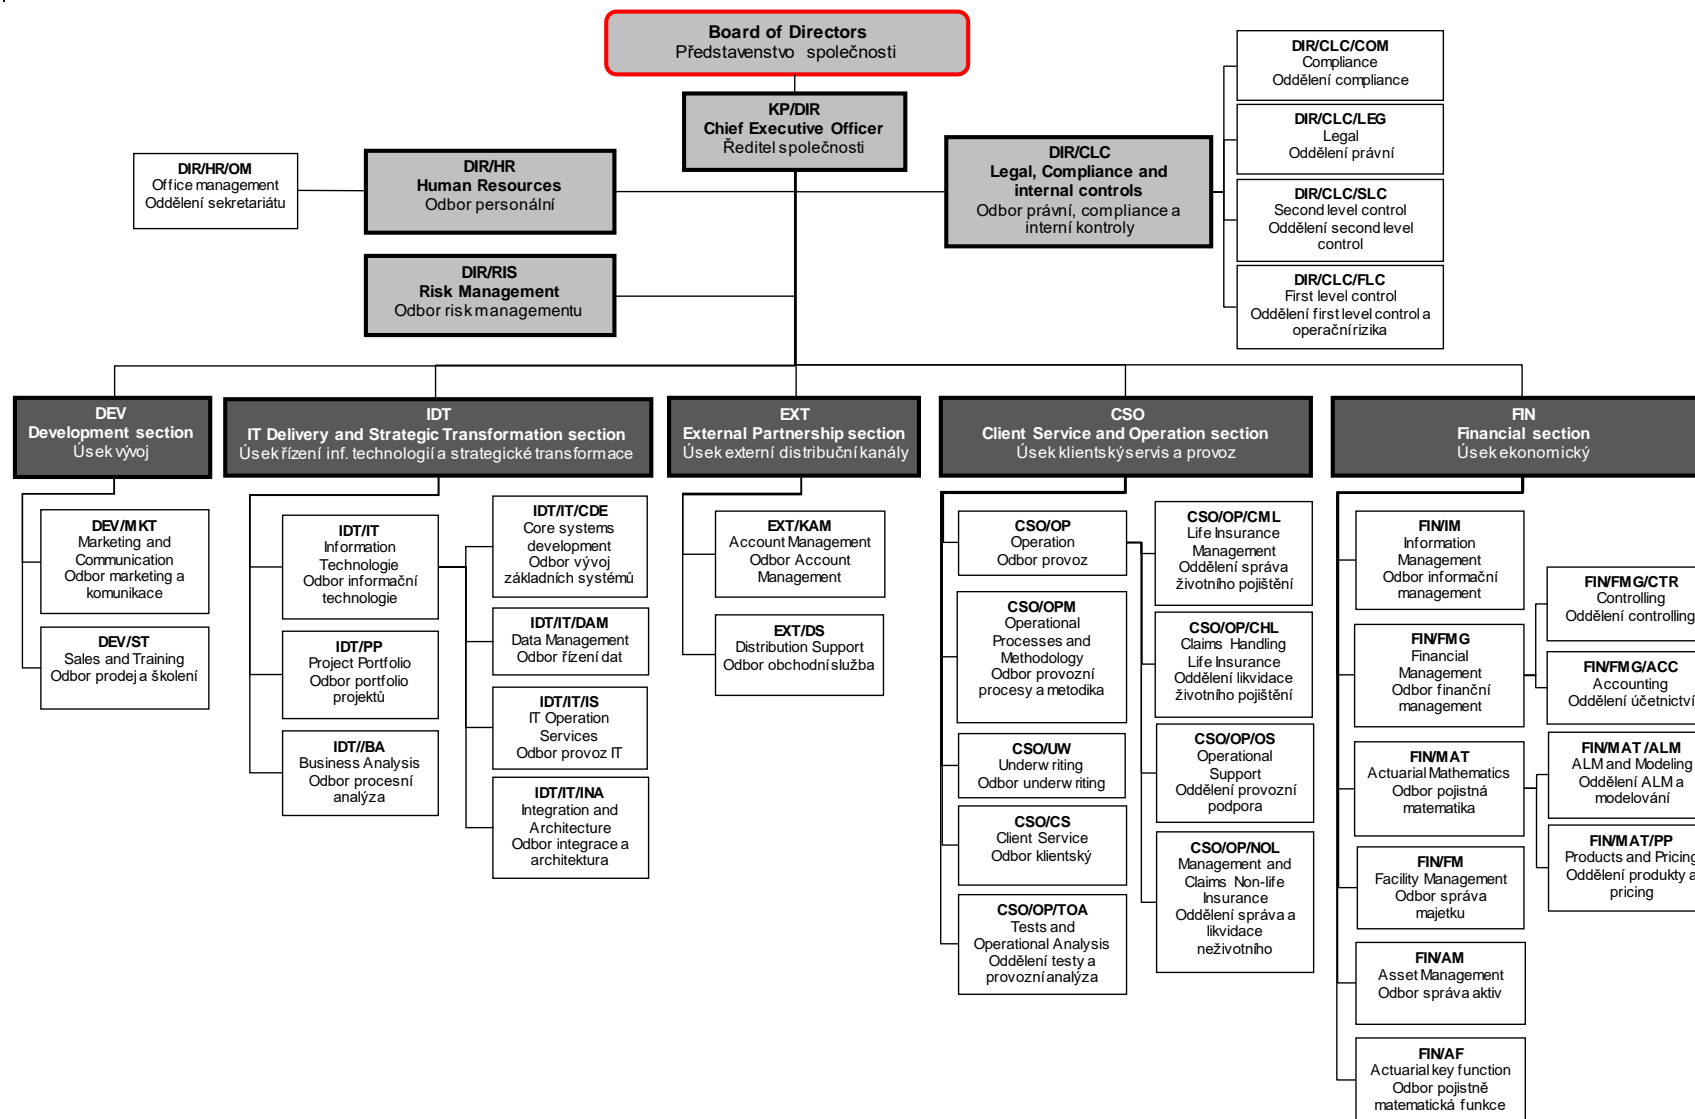 Board of Directors
Představenstvo společnosti
KP/DIR
Chief Executive Officer
Ředitel společnosti
DIR/HR/OM
Office management
Oddělení sekretariátu
DIR/HR
Human Resources
Odbor personální
DIR/CLC
Legal, Compliance and
internal controls
Odbor právní, compliance a
interní kontroly
DIR/CLC/COM
Compliance
Oddělení compliance
DIR/CLC/LEG
Legal
Oddělení právní
DIR/CLC/SLC
Second level control
Oddělení second level
control
DIR/CLC/FLC
First level control
Oddělení first level control a
operační rizika
DIR/RIS
Risk Management
Odbor risk managementu
DEV
Development section
Úsek vývoj
IDT
IT Delivery and Strategic Transformation section
Úsek řízení inf. technologií a strategické transformace
EXT
External Partnership section
Úsek externí distribuční kanály
CSO
Client Service and Operation section
Úsek klientský servis a provoz
FIN
Financial section
Úsek ekonomický
DEV/MKT
Marketing and
Communication
Odbor marketing a
komunikace
DEV/ST
Sales and Training
Odbor prodej a školení
IDT/IT
Information
Technologie
Odbor informační
technologie
IDT/PP
Project Portfolio
Odbor portfolio
projektů
IDT//BA
Business Analysis
Odbor procesní
analýza
IDT/IT/CDE
Core systems
development
Odbor vývoj
základních systémů
IDT/IT/DAM
Data Management
Odbor řízení dat
IDT/IT/IS
IT Operation
Services
Odbor provoz IT
IDT/IT/INA
Integration and
Architecture
Odbor integrace a
architektura
EXT/KAM
Account Management
Odbor Account
Management
EXT/DS
Distribution Support
Odbor obchodní služba
CSO/OP
Operation
Odbor provoz
CSO/OPM
Operational
Processes and
Methodology
Odbor provozní
procesy a metodika
CSO/UW
Underwriting
Odbor underwriting
CSO/CS
Client Service
Odbor klientský
CSO/OP/TOA
Tests and
Operational Analysis
Oddělení testy a
provozní analýza
CSO/OP/CML
Life Insurance
Management
Oddělení správa
životního pojištění
CSO/OP/CHL
Claims Handling
Life Insurance
Oddělení likvidace
životního pojištění
CSO/OP/OS
Operational
Support
Oddělení provozní
podpora
CSO/OP/NOL
Management and
Claims Non-life
Insurance
Oddělení správa a
likvidace
neživotního
FIN/IM
Information
Management
Odbor informační
management
FIN/FMG
Financial
Management
Odbor finanční
management
FIN/MAT
Actuarial Mathematics
Odbor pojistná
matematika
FIN/FM
Facility Management
Odbor správa
majetku
FIN/AM
Asset Management
Odbor správa aktiv
FIN/AF
Actuarial key function
Odbor pojistně
matematická funkce
FIN/FMG/CTR
Controlling
Oddělení controlling
FIN/FMG/ACC
Accounting
Oddělení účetnictví
FIN/MAT /ALM
ALM and Modeling
Oddělení ALM a
modelování
FIN/MAT/PP
Products and Pricing
Oddělení produkty a
pricing